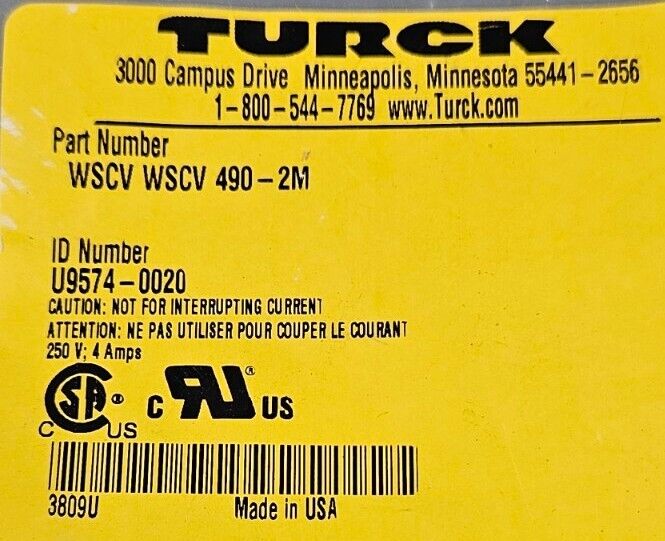 TURCK
3000 Campus Drive Minneapolis, Minnesota 55441-2656
1-800-544-7769 www.Turck.com
Part Number
WSCV WSCV 490-2M
ID Number
U9574-0020
CAUTION: NOT FOR INTERRUPTING CURRENT
ATTENTION: NE PAS UTILISER POUR COUPER LE COURANT
250 V; 4 Amps
C SA ® US
C RU ® US
3809U Made in USA